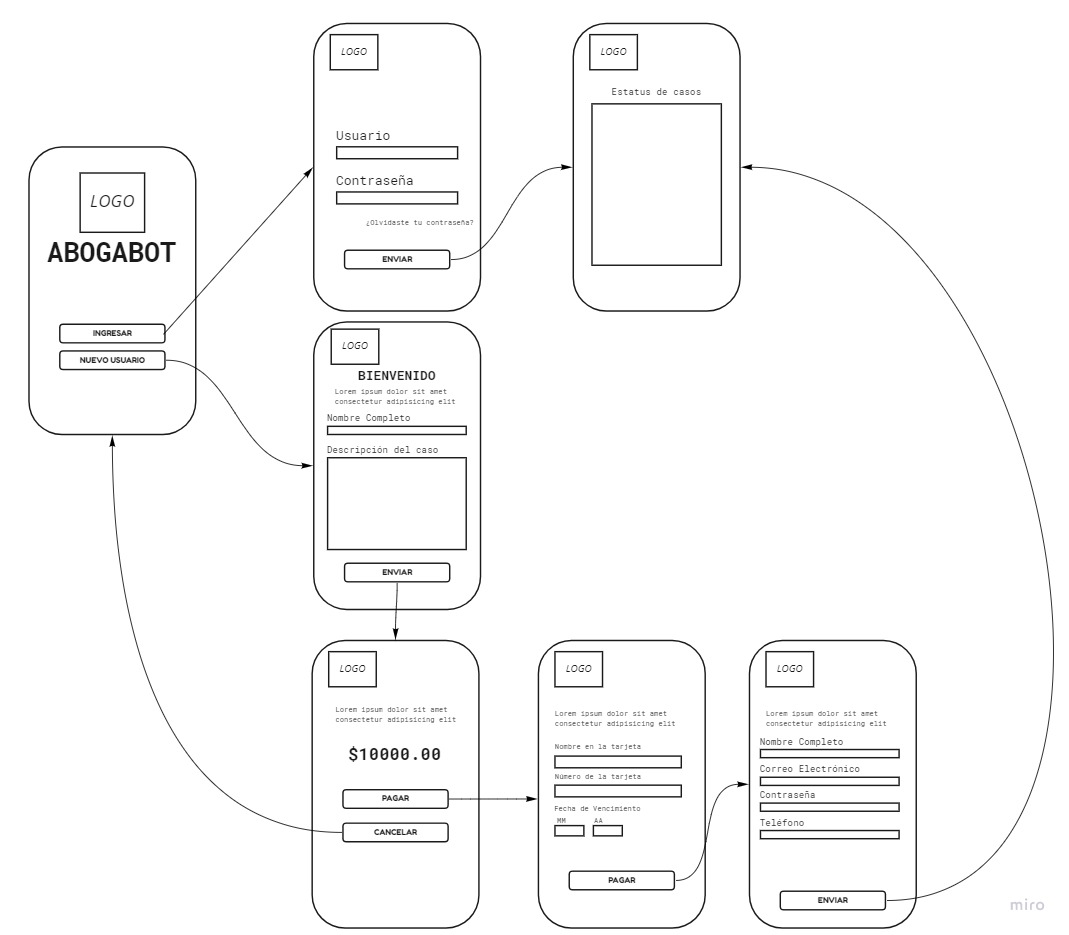 LOGO
ABOGABOT
INGRESAR
NUEVO USUARIO
LOGO
Usuario
Contraseña
¿Olvidaste tu contraseña?
ENVIAR
LOGO
Estatus de casos
LOGO
BIENVENIDO
Lorem ipsum dolor sit amet
consectetur adipisicing elit
Nombre Completo
Descripción del caso
ENVIAR
LOGO
Lorem ipsum dolor sit amet
consectetur adipisicing elit
$10000.00
PAGAR
CANCELAR
LOGO
Lorem ipsum dolor sit amet
consectetur adipisicing elit
Nombre en la tarjeta
Número de la tarjeta
Fecha de Vencimiento
MM AA
PAGAR
LOGO
Lorem ipsum dolor sit amet
consectetur adipisicing elit
Nombre Completo
Correo Electrónico
Contraseña
Teléfono
ENVIAR
miro